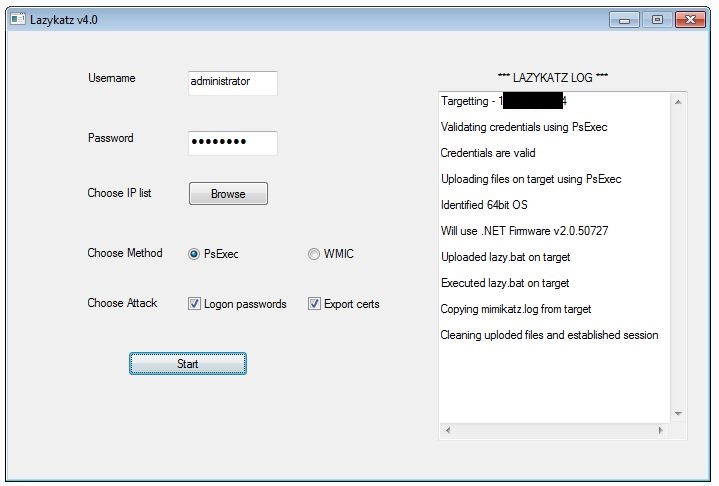 Lazykatz v4.0
Username
administrator
Password
Choose IP list
Browse
Choose Method
PsExec
WMIC
Choose Attack
Logon passwords
Export certs
Start
*** LAZYKATZ LOG ***
Targetting - 1 4
Validating credentials using PsExec
Credentials are valid
Uploading files on target using PsExec
Identified 64bit OS
Will use .NET Firmware v2.0.50727
Uploaded lazy.bat on target
Executed lazy.bat on target
Copying mimikatz.log from target
Cleaning uploded files and established session